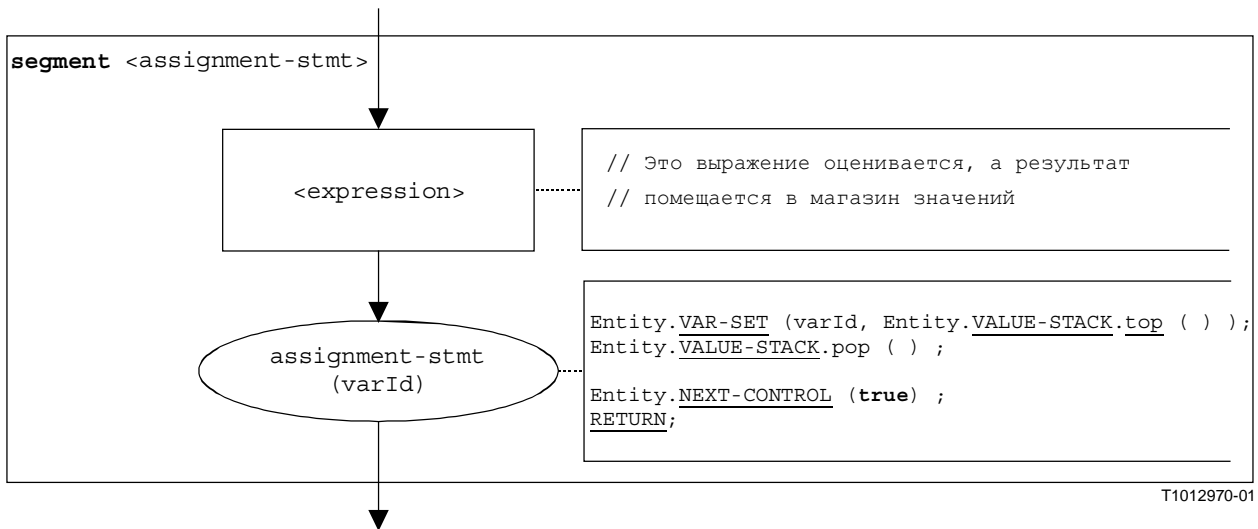 segment <assignment-stmt>
<expression>
// Это выражение оценивается, а результат
// помещается в магазин значений
assignment-stmt
(varId)
Entity.VAR-SET (varId, Entity.VALUE-STACK.top ( ) );
Entity.VALUE-STACK.pop ( ) ;
Entity.NEXT-CONTROL (true) ;
RETURN;
T1012970-01